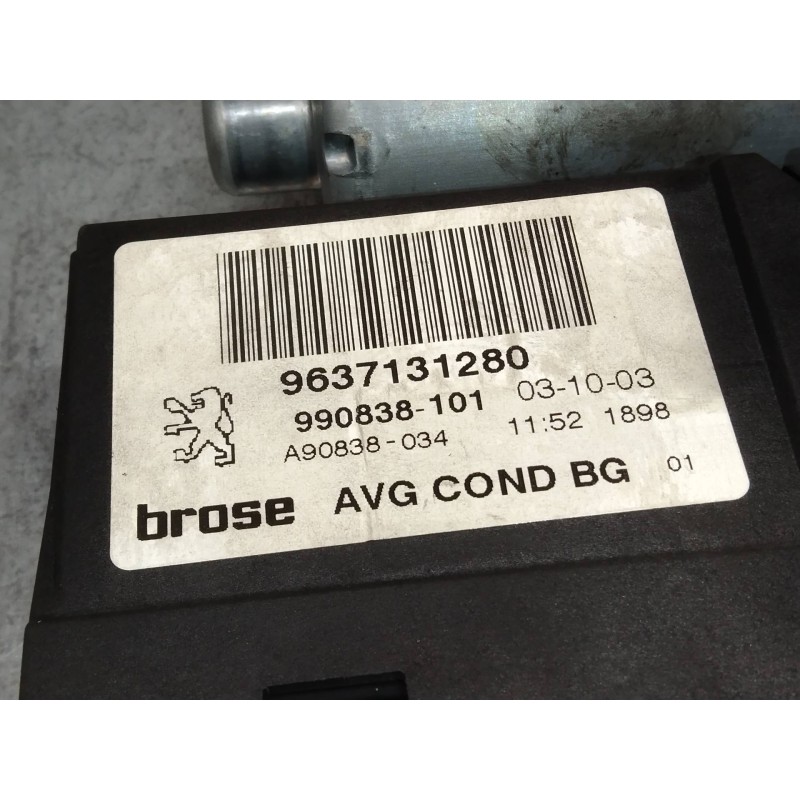 9637131280
990838-101 03-10-03
A90838-034 11:52 1898
brose AVG COND BG 01